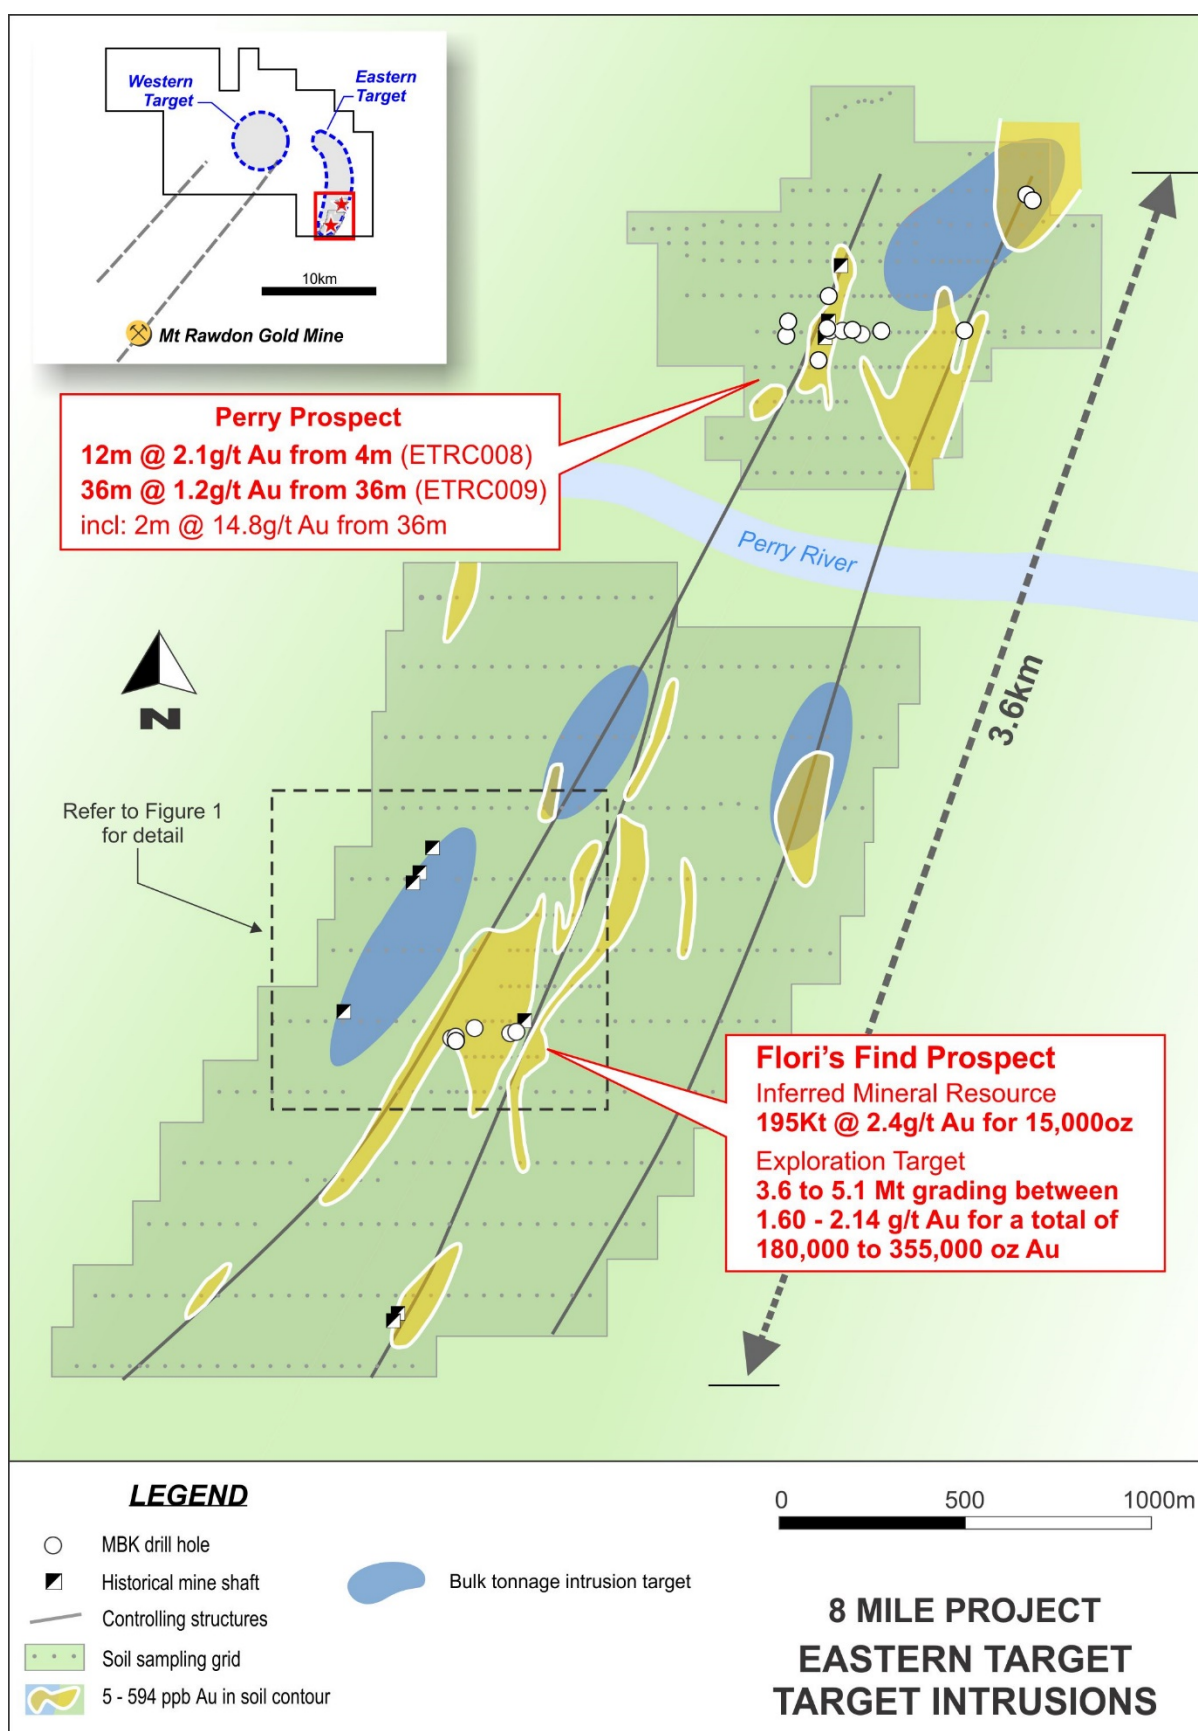 Western
Target
Eastern
Target
10km
Mt Rawdon Gold Mine
Perry Prospect
12m @ 2.1g/t Au from 4m (ETRC008)
36m @ 1.2g/t Au from 36m (ETRC009)
incl: 2m @ 14.8g/t Au from 36m
Perry River
3.6km
N
Refer to Figure 1
for detail
Flori's Find Prospect
Inferred Mineral Resource
195Kt @ 2.4g/t Au for 15,000oz
Exploration Target
3.6 to 5.1 Mt grading between
1.60 - 2.14 g/t Au for a total of
180,000 to 355,000 oz Au
LEGEND
MBK drill hole
Historical mine shaft
Controlling structures
Soil sampling grid
5 - 594 ppb Au in soil contour
Bulk tonnage intrusion target
0 500 1000m
8 MILE PROJECT
EASTERN TARGET
TARGET INTRUSIONS